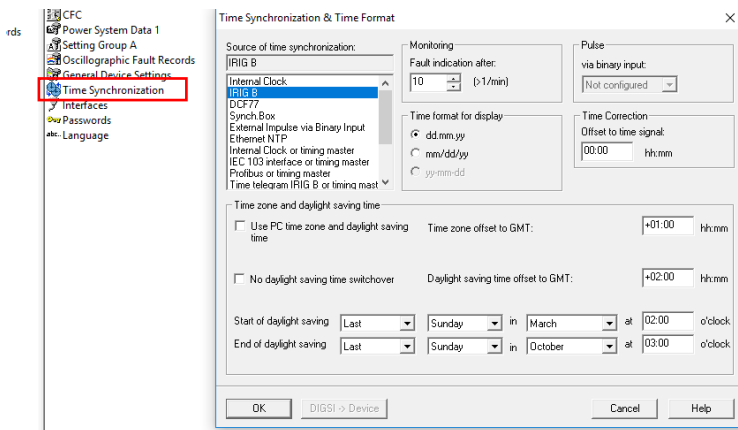 rds
CFC
Power System Data 1
Setting Group A
Oscillographic Fault Records
General Device Settings
Time Synchronization
Interfaces
Passwords
abc.. Language
Time Synchronization & Time Format
Source of time synchronization:
IRIG B
Internal Clock
IRIG B
DCF77
Synch.Box
External Impulse via Binary Input
Ethernet NTP
Internal Clock or timing master
IEC 103 interface or timing master
Profibus or timing master
Time telegram IRIG B or timing mast
Monitoring
Fault indication after:
10 (>1/min)
Pulse
via binary input:
Not configured
Time format for display
dd.mm.yy
mm/dd/yy
yy-mm-dd
Time Correction
Offset to time signal:
00:00 hh:mm
Time zone and daylight saving time
Use PC time zone and daylight saving
time
Time zone offset to GMT: +01:00 hh:mm
No daylight saving time switchover Daylight saving time offset to GMT: +02:00 hh:mm
Start of daylight saving Last Sunday in March at 02:00 o'clock
End of daylight saving Last Sunday in October at 03:00 o'clock
OK DIGSI -> Device Cancel Help